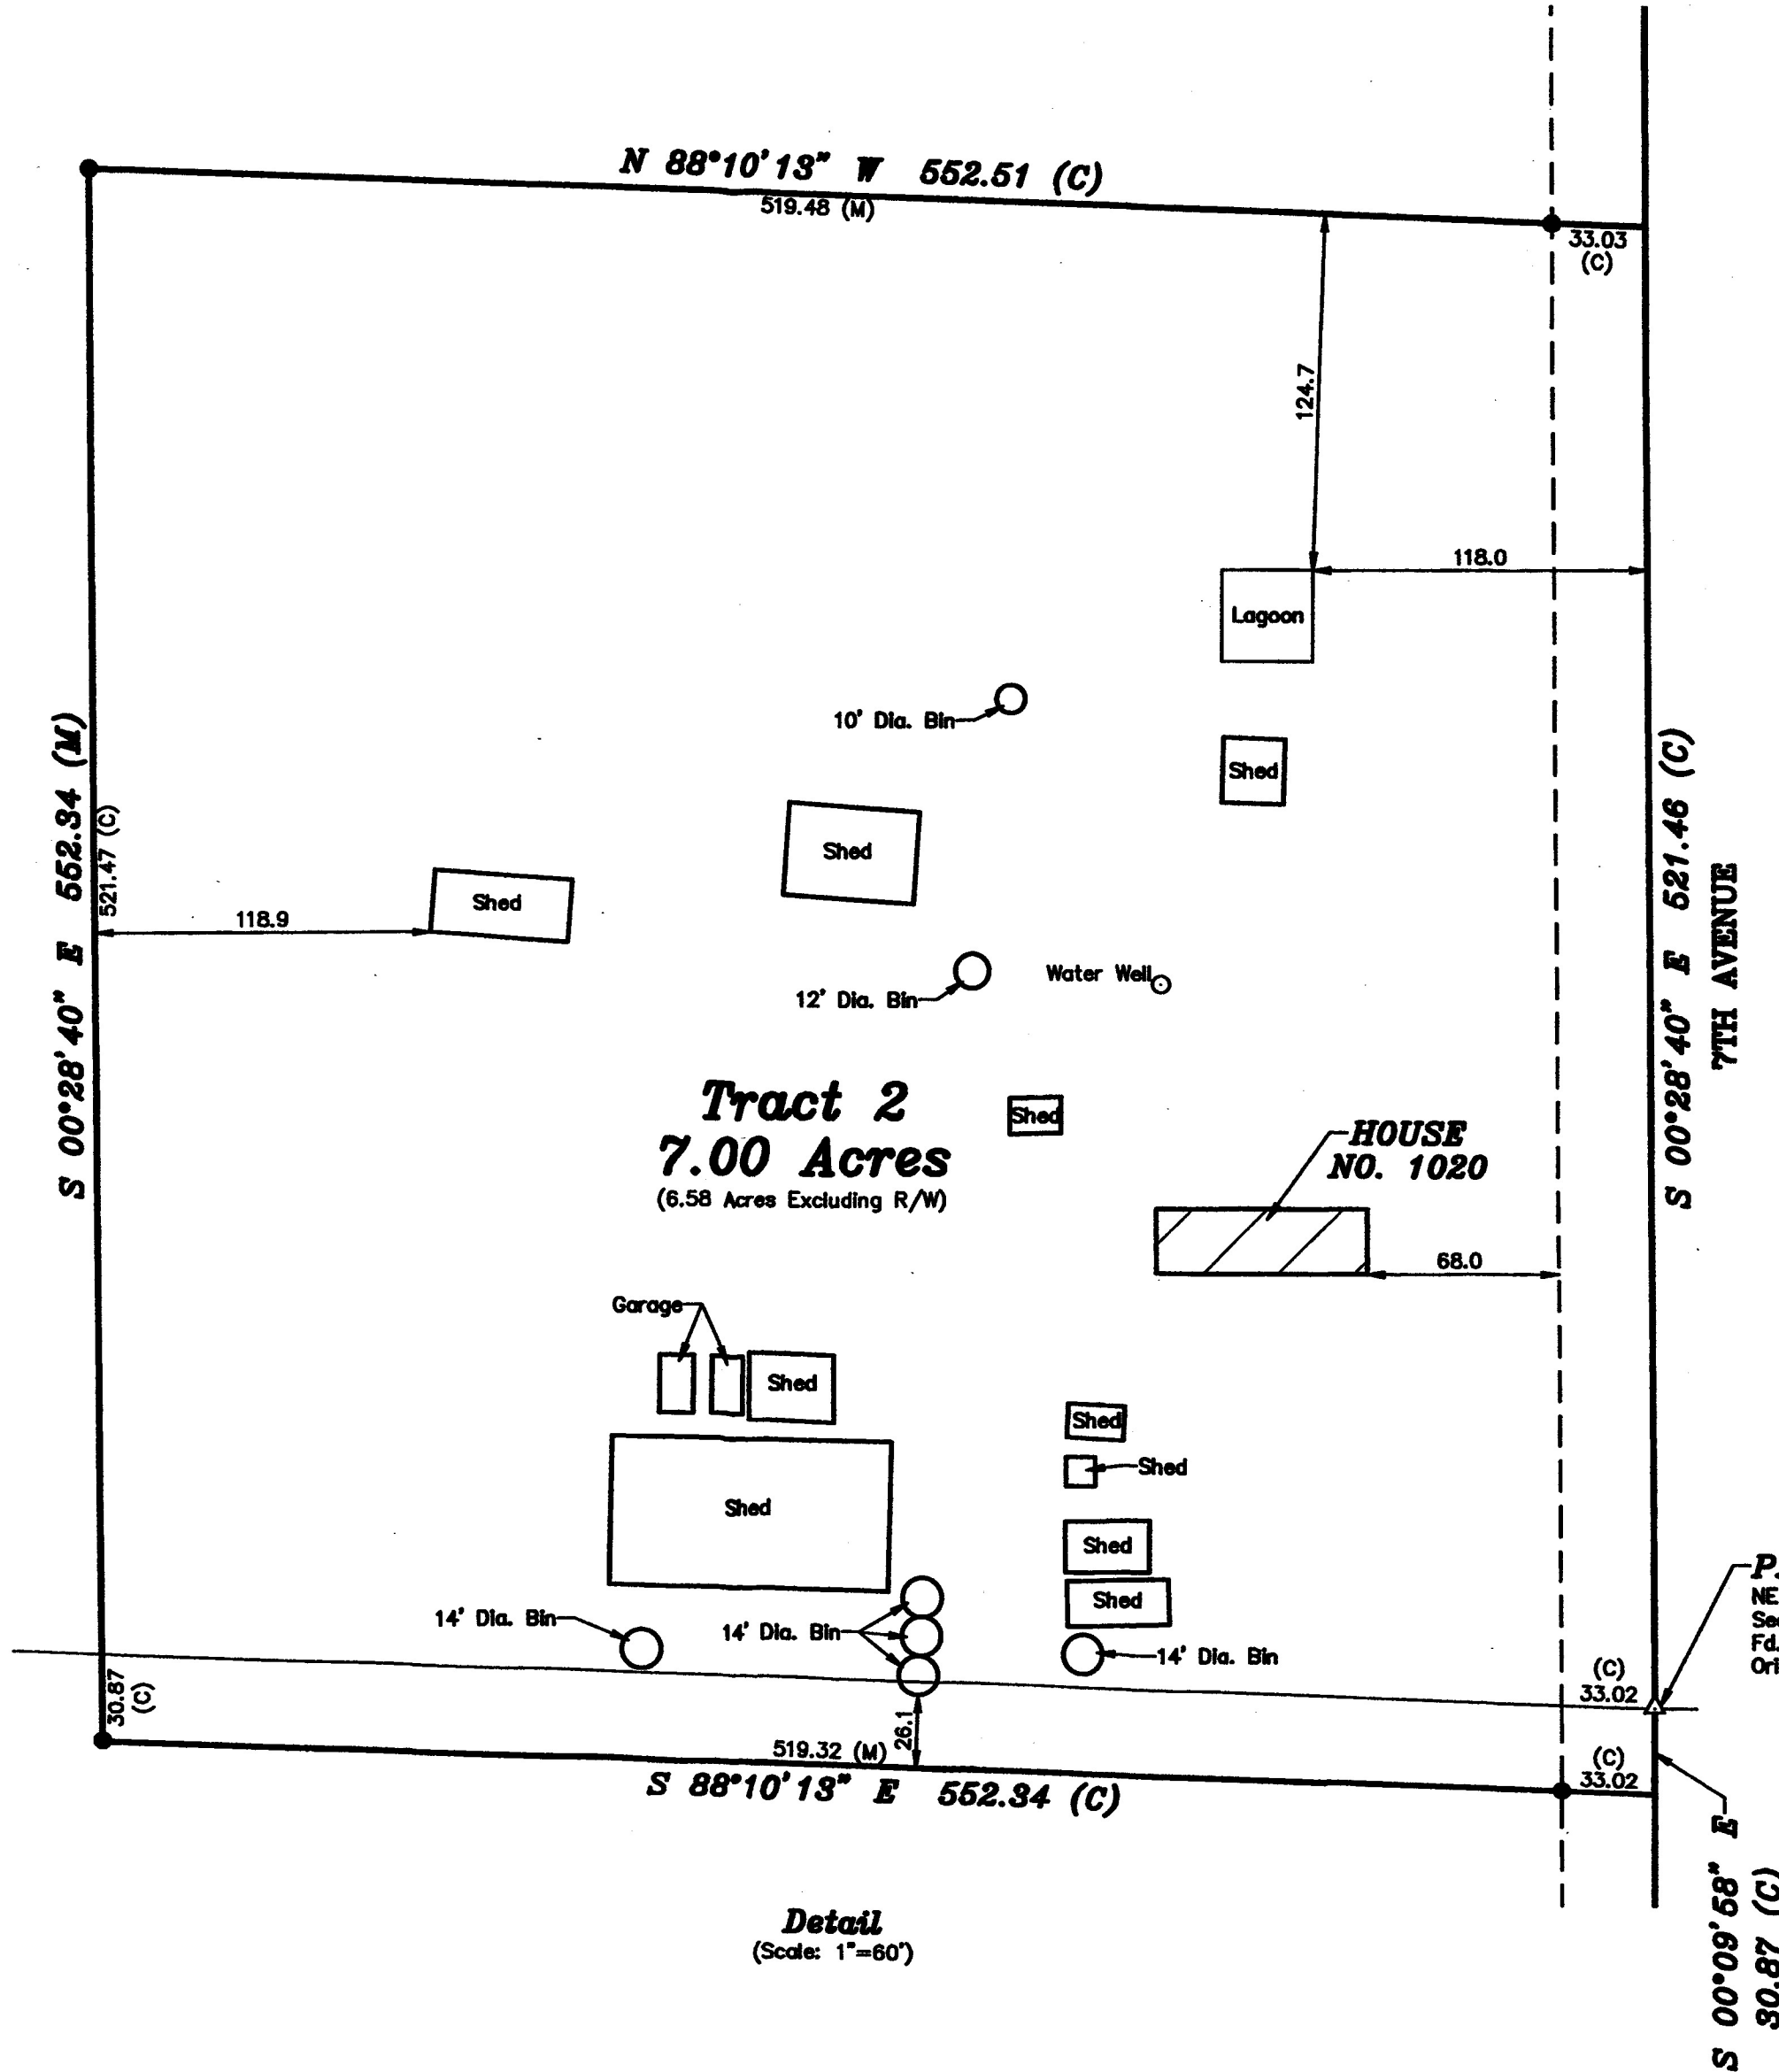 N 88°10'13" W 552.51 (C)
519.48 (M)
33.03
(C)
124.7
118.0
Lagoon
10' Dia. Bin
Shed
S 00°28'40" E 552.34 (M)
521.47 (C)
S 00°28'40" E 521.46 (C)
7TH AVENUE
Shed
Shed
118.9
12' Dia. Bin
Water Well
Tract 2
7.00 Acres
(6.58 Acres Excluding R/W)
Shed
HOUSE
NO. 1020
68.0
Garage
Shed
Shed
Shed
Shed
Shed
Shed
14' Dia. Bin
14' Dia. Bin
14' Dia. Bin
P.
NE
Sec
Fd.
Ori
30.87
(C)
(C)
33.02
26.1
519.32 (M)
S 88°10'13" E 552.34 (C)
(C)
33.02
S 00°09'58" E
30.87 (C)
Detail
(Scale: 1"=60')